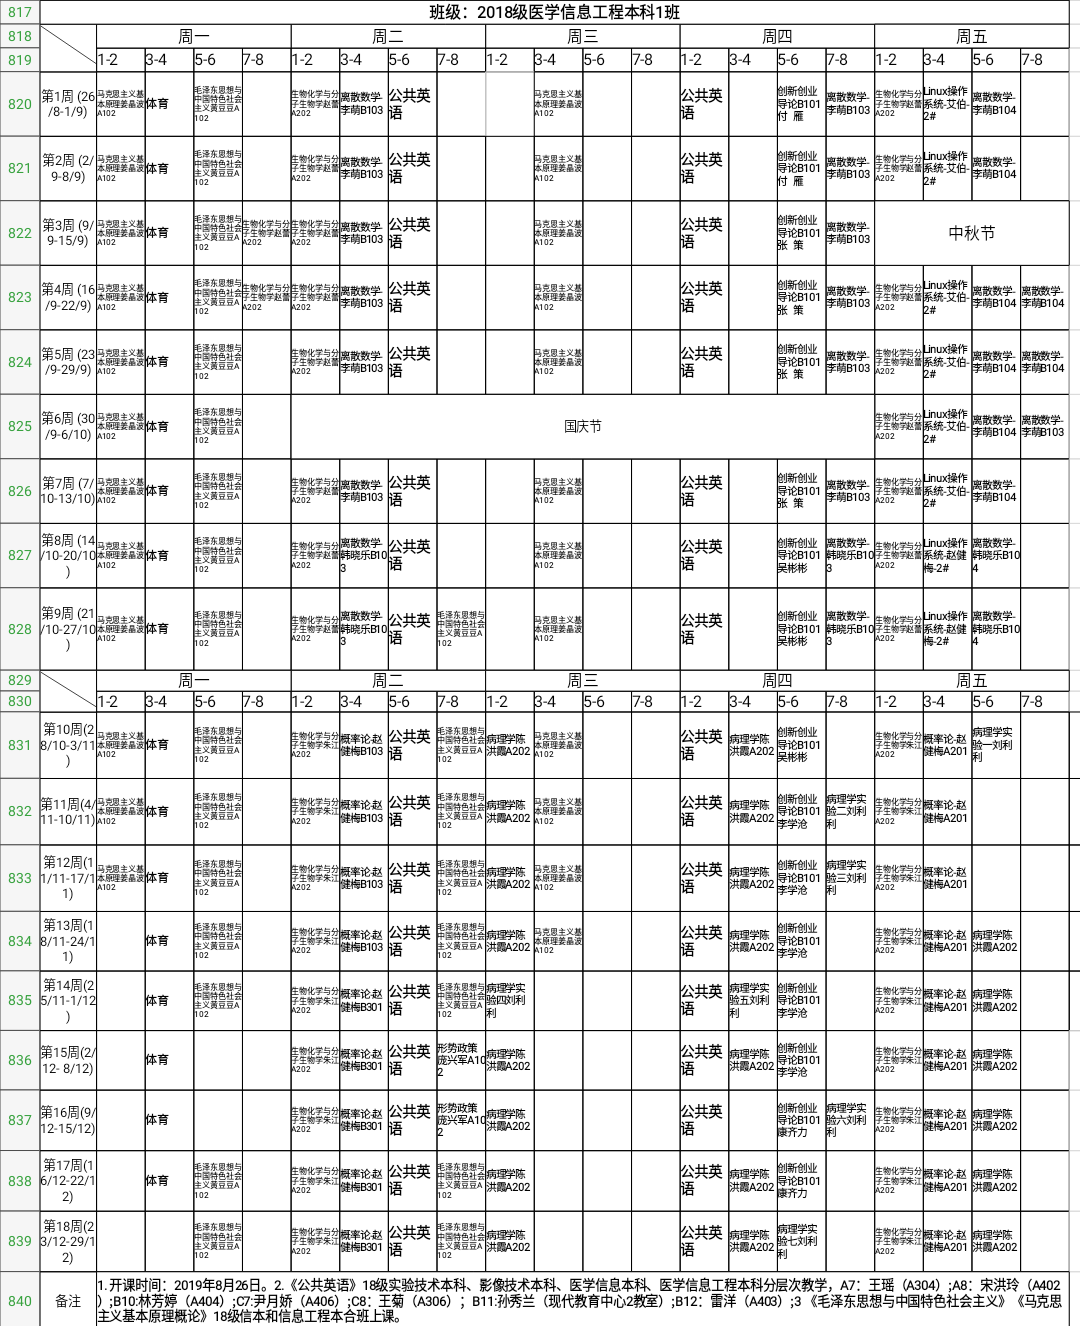 817 班级：2018级医学信息工程本科1班
818 周一 周二 周三 周四 周五
819 1-2 3-4 5-6 7-8 1-2 3-4 5-6 7-8 1-2 3-4 5-6 7-8 1-2 3-4 5-6 7-8 1-2 3-4 5-6 7-8
820 第1周 (26/8-1/9) 马克思主义基本原理姜晶波A102 体育 毛泽东思想与中国特色社会主义黄豆豆A102 生物化学与分子生物学赵蕾A202 离散数学-李萌B103 公共英语 马克思主义基本原理姜晶波A102 公共英语 创新创业导论B101付 雁 离散数学-李萌B103 生物化学与分子生物学赵蕾A202 Linux操作系统-艾伯-2# 离散数学-李萌B104
821 第2周 (2/9-8/9) 马克思主义基本原理姜晶波A102 体育 毛泽东思想与中国特色社会主义黄豆豆A102 生物化学与分子生物学赵蕾A202 离散数学-李萌B103 公共英语 马克思主义基本原理姜晶波A102 公共英语 创新创业导论B101付 雁 离散数学-李萌B103 生物化学与分子生物学赵蕾A202 Linux操作系统-艾伯-2# 离散数学-李萌B104
822 第3周 (9/9-15/9) 马克思主义基本原理姜晶波A102 体育 毛泽东思想与中国特色社会主义黄豆豆A102 生物化学与分子生物学赵蕾A202 生物化学与分子生物学赵蕾A202 离散数学-李萌B103 公共英语 马克思主义基本原理姜晶波A102 公共英语 创新创业导论B101张 策 离散数学-李萌B103 中秋节
823 第4周 (16/9-22/9) 马克思主义基本原理姜晶波A102 体育 毛泽东思想与中国特色社会主义黄豆豆A102 生物化学与分子生物学赵蕾A202 生物化学与分子生物学赵蕾A202 离散数学-李萌B103 公共英语 马克思主义基本原理姜晶波A102 公共英语 创新创业导论B101张 策 离散数学-李萌B103 生物化学与分子生物学赵蕾A202 Linux操作系统-艾伯-2# 离散数学-李萌B104 离散数学-李萌B104
824 第5周 (23/9-29/9) 马克思主义基本原理姜晶波A102 体育 毛泽东思想与中国特色社会主义黄豆豆A102 生物化学与分子生物学赵蕾A202 离散数学-李萌B103 公共英语 马克思主义基本原理姜晶波A102 公共英语 创新创业导论B101张 策 离散数学-李萌B103 生物化学与分子生物学赵蕾A202 Linux操作系统-艾伯-2# 离散数学-李萌B104 离散数学-李萌B104
825 第6周 (30/9-6/10) 马克思主义基本原理姜晶波A102 体育 毛泽东思想与中国特色社会主义黄豆豆A102 国庆节 生物化学与分子生物学赵蕾A202 Linux操作系统-艾伯-2# 离散数学-李萌B104 离散数学-李萌B103
826 第7周 (7/10-13/10) 马克思主义基本原理姜晶波A102 体育 毛泽东思想与中国特色社会主义黄豆豆A102 生物化学与分子生物学赵蕾A202 离散数学-李萌B103 公共英语 马克思主义基本原理姜晶波A102 公共英语 创新创业导论B101张 策 离散数学-李萌B103 生物化学与分子生物学赵蕾A202 Linux操作系统-艾伯-2# 离散数学-李萌B104
827 第8周 (14/10-20/10) 马克思主义基本原理姜晶波A102 体育 毛泽东思想与中国特色社会主义黄豆豆A102 生物化学与分子生物学赵蕾A202 离散数学-韩晓乐B103 公共英语 马克思主义基本原理姜晶波A102 公共英语 创新创业导论B101吴彬彬 离散数学-韩晓乐B103 生物化学与分子生物学赵蕾A202 Linux操作系统-赵健梅-2# 离散数学-韩晓乐B104
828 第9周 (21/10-27/10) 马克思主义基本原理姜晶波A102 体育 毛泽东思想与中国特色社会主义黄豆豆A102 生物化学与分子生物学赵蕾A202 离散数学-韩晓乐B103 公共英语 毛泽东思想与中国特色社会主义黄豆豆A102 马克思主义基本原理姜晶波A102 公共英语 创新创业导论B101吴彬彬 离散数学-韩晓乐B103 生物化学与分子生物学赵蕾A202 Linux操作系统-赵健梅-2# 离散数学-韩晓乐B104
829 周一 周二 周三 周四 周五
830 1-2 3-4 5-6 7-8 1-2 3-4 5-6 7-8 1-2 3-4 5-6 7-8 1-2 3-4 5-6 7-8 1-2 3-4 5-6 7-8
831 第10周(28/10-3/11) 马克思主义基本原理姜晶波A102 体育 毛泽东思想与中国特色社会主义黄豆豆A102 生物化学与分子生物学朱江A202 概率论-赵健梅B103 公共英语 毛泽东思想与中国特色社会主义黄豆豆A102 病理学陈洪霞A202 马克思主义基本原理姜晶波A102 公共英语 病理学陈洪霞A202 创新创业导论B101吴彬彬 生物化学与分子生物学朱江A202 概率论-赵健梅A201 病理学实验一刘利利
832 第11周(4/11-10/11) 马克思主义基本原理姜晶波A102 体育 毛泽东思想与中国特色社会主义黄豆豆A102 生物化学与分子生物学朱江A202 概率论-赵健梅B103 公共英语 毛泽东思想与中国特色社会主义黄豆豆A102 病理学陈洪霞A202 马克思主义基本原理姜晶波A102 公共英语 病理学陈洪霞A202 创新创业导论B101李学沧 病理学实验二刘利利 生物化学与分子生物学朱江A202 概率论-赵健梅A201
833 第12周(11/11-17/11) 马克思主义基本原理姜晶波A102 体育 毛泽东思想与中国特色社会主义黄豆豆A102 生物化学与分子生物学朱江A202 概率论-赵健梅B103 公共英语 毛泽东思想与中国特色社会主义黄豆豆A102 病理学陈洪霞A202 马克思主义基本原理姜晶波A102 公共英语 病理学陈洪霞A202 创新创业导论B101李学沧 病理学实验三刘利利 生物化学与分子生物学朱江A202 概率论-赵健梅A201
834 第13周(18/11-24/11) 体育 毛泽东思想与中国特色社会主义黄豆豆A102 生物化学与分子生物学朱江A202 概率论-赵健梅B103 公共英语 毛泽东思想与中国特色社会主义黄豆豆A102 病理学陈洪霞A202 马克思主义基本原理姜晶波A102 公共英语 病理学陈洪霞A202 创新创业导论B101李学沧 生物化学与分子生物学朱江A202 概率论-赵健梅A201 病理学陈洪霞A202
835 第14周(25/11-1/12) 体育 毛泽东思想与中国特色社会主义黄豆豆A102 生物化学与分子生物学朱江A202 概率论-赵健梅B301 公共英语 毛泽东思想与中国特色社会主义黄豆豆A102 病理学实验四刘利利 公共英语 病理学实验五刘利利 创新创业导论B101李学沧 生物化学与分子生物学朱江A202 概率论-赵健梅A201 病理学陈洪霞A202
836 第15周(2/12- 8/12) 体育 生物化学与分子生物学朱江A202 概率论-赵健梅B301 公共英语 形势政策庞兴军A102 病理学陈洪霞A202 公共英语 病理学陈洪霞A202 创新创业导论B101李学沧 生物化学与分子生物学朱江A202 概率论-赵健梅A201 病理学陈洪霞A202
837 第16周(9/12-15/12) 体育 生物化学与分子生物学朱江A202 概率论-赵健梅B301 公共英语 形势政策庞兴军A102 病理学陈洪霞A202 公共英语 创新创业导论B101康齐力 病理学实验六刘利利 生物化学与分子生物学朱江A202 概率论-赵健梅A201 病理学陈洪霞A202
838 第17周(16/12-22/12) 体育 毛泽东思想与中国特色社会主义黄豆豆A102 生物化学与分子生物学朱江A202 概率论-赵健梅B301 公共英语 毛泽东思想与中国特色社会主义黄豆豆A102 病理学陈洪霞A202 公共英语 病理学陈洪霞A202 创新创业导论B101康齐力 生物化学与分子生物学朱江A202 概率论-赵健梅A201 病理学陈洪霞A202
839 第18周(23/12-29/12) 毛泽东思想与中国特色社会主义黄豆豆A102 生物化学与分子生物学朱江A202 概率论-赵健梅B301 公共英语 毛泽东思想与中国特色社会主义黄豆豆A102 病理学陈洪霞A202 公共英语 病理学陈洪霞A202 病理学实验七刘利利 生物化学与分子生物学朱江A202 概率论-赵健梅A201 病理学陈洪霞A202
840 备注 1.开课时间：2019年8月26日。2.《公共英语》18级实验技术本科、影像技术本科、医学信息本科、医学信息工程本科分层次教学，A7：王瑶（A304）;A8：宋洪玲（A402
）;B10:林芳婷（A404）;C7:尹月娇（A406）;C8：王菊（A306）；B11:孙秀兰（现代教育中心2教室）;B12：雷洋（A403）;3 《毛泽东思想与中国特色社会主义》《马克思
主义基本原理概论》18级信本和信息工程本合班上课。